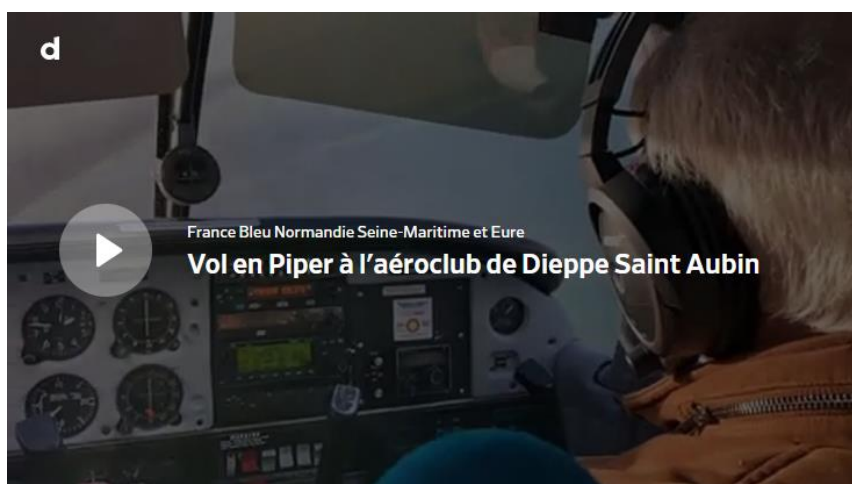 d
France Bleu Normandie Seine-Maritime et Eure
Vol en Piper à l'aéroclub de Dieppe Saint Aubin